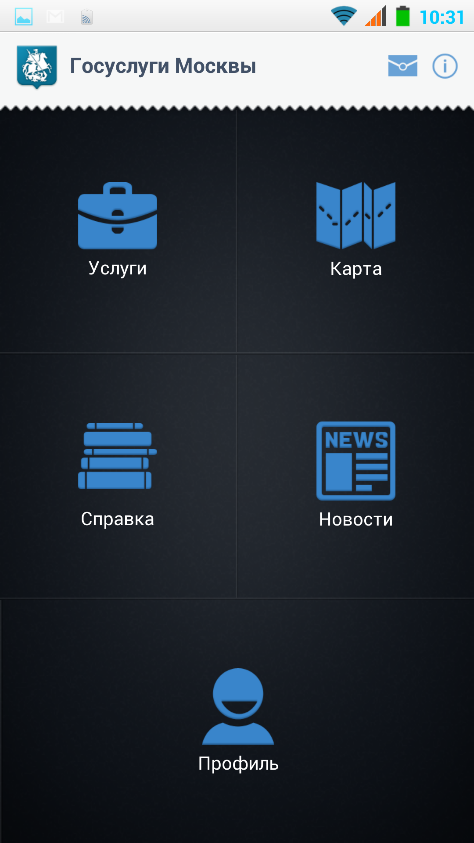 10:31
Госуслуги Москвы
Услуги
Карта
Справка
NEWS
Новости
Профиль